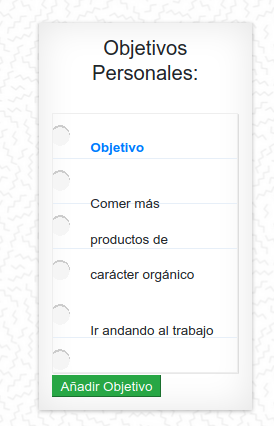 Objetivos
Personales:
Objetivo
Comer más
productos de
carácter orgánico
Ir andando al trabajo
Añadir Objetivo